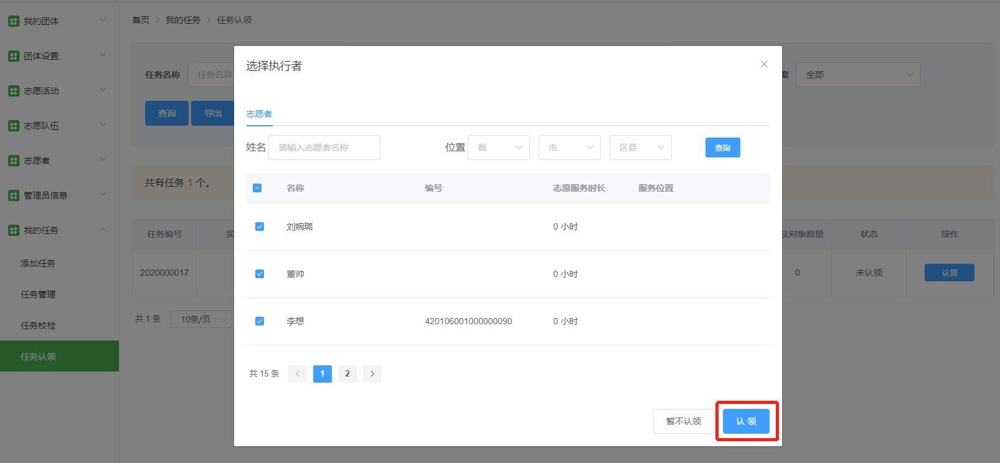 我的团体
团体设置
志愿活动
志愿队伍
志愿者
管理员信息
我的任务
添加任务
任务管理
任务校检
任务认领
首页 > 我的任务 > 任务认领
任务名称 任务名称
案 全部
查询 导出
共有任务 1 个。
任务编号 实
扶对象数量 状态 操作
2020000017
0 未认领 认领
共 1 条 10条/页
选择执行者
志愿者
姓名 请输入志愿者名称 位置 省 市 区县 查询
名称 编号 志愿服务时长 服务位置
刘婉璐 0 小时
董帅 0 小时
李想 420106001000000090 0 小时
共 15 条 < 1 2 >
暂不认领 认 领